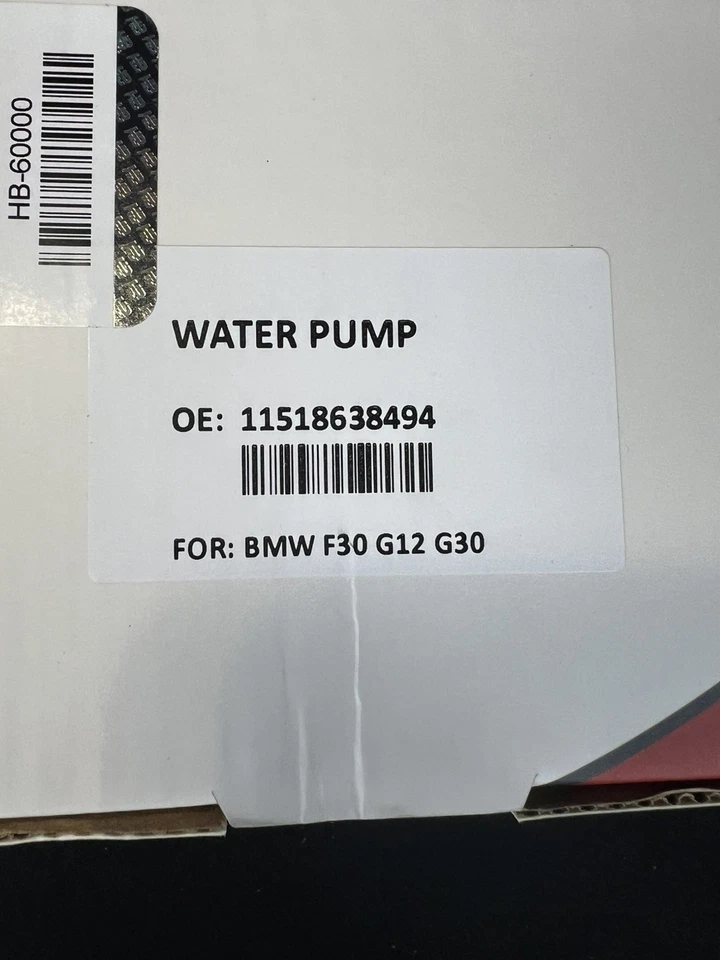 HB-60000
WATER PUMP
OE: 11518638494
FOR: BMW F30 G12 G30